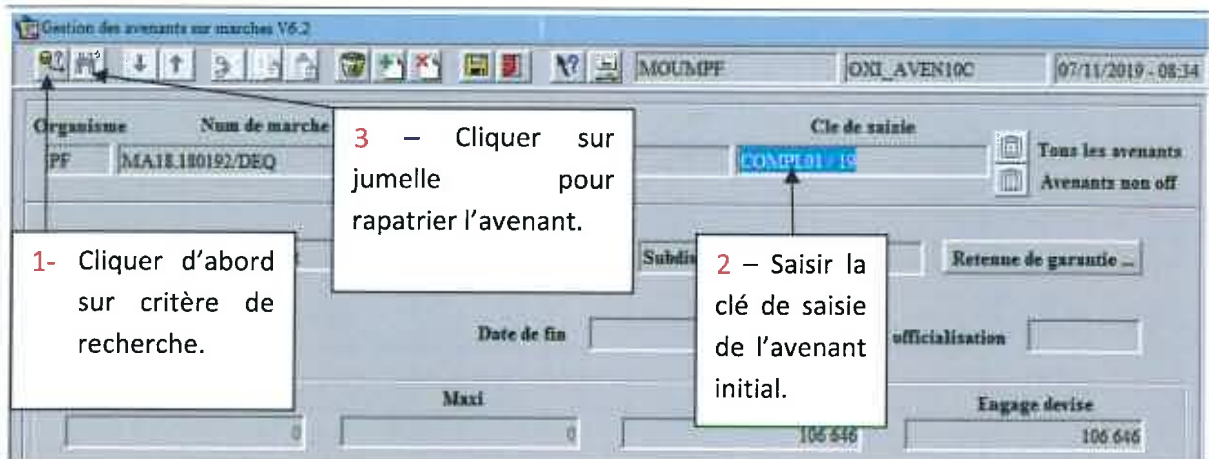 Gestion des avenants sur marches V6.2
MOUMPF OXI_AVEN10C 07/11/2019 - 08:34
Organisme Num de marche Cle de saisie
PF MA18.180192/DEQ COMPL01 / 19
Tous les avenants
Avenants non off
3 – Cliquer sur
jumelle pour
rapatrier l'avenant.
1- Cliquer d'abord
sur critère de
recherche.
Subdis
2 – Saisir la
clé de saisie
de l'avenant
initial.
Retenue de garantie ...
Date de fin
officialisation
Maxi Engage devise
0 0 106 646 106 646